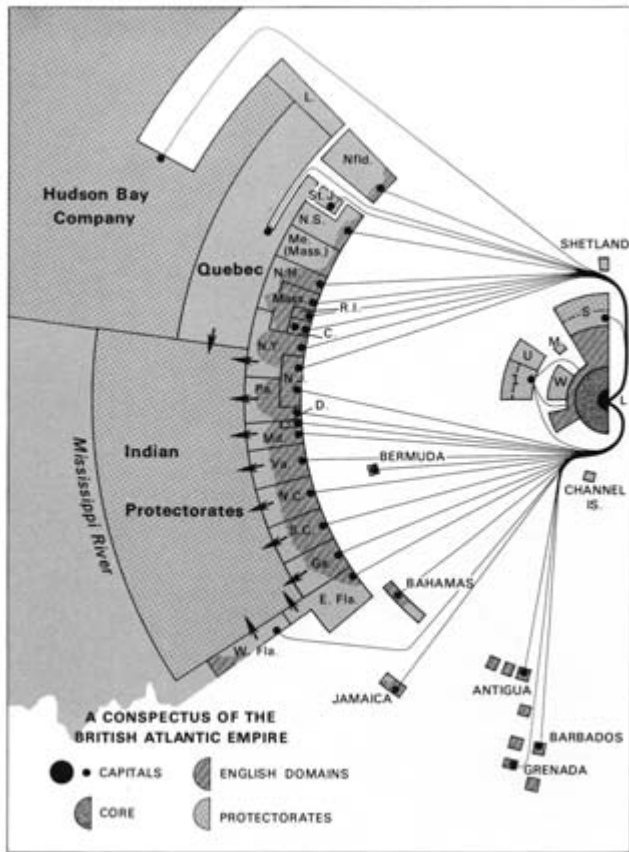 L.
Nfld.
St.J.
Hudson Bay
Company
N.S.
Me.
(Mass.)
SHETLAND
Quebec
N.H.
Mass.
R.I.
C.
S
M
U
I
W
L
N.Y.
N.J.
Pa.
D.
Md.
Indian
Protectorates
Mississippi River
Va.
BERMUDA
N.C.
CHANNEL
IS.
S.C.
Ga.
E. Fla.
BAHAMAS
W. Fla.
JAMAICA
ANTIGUA
BARBADOS
GRENADA
A CONSPECTUS OF THE
BRITISH ATLANTIC EMPIRE
CAPITALS
ENGLISH DOMAINS
CORE
PROTECTORATES